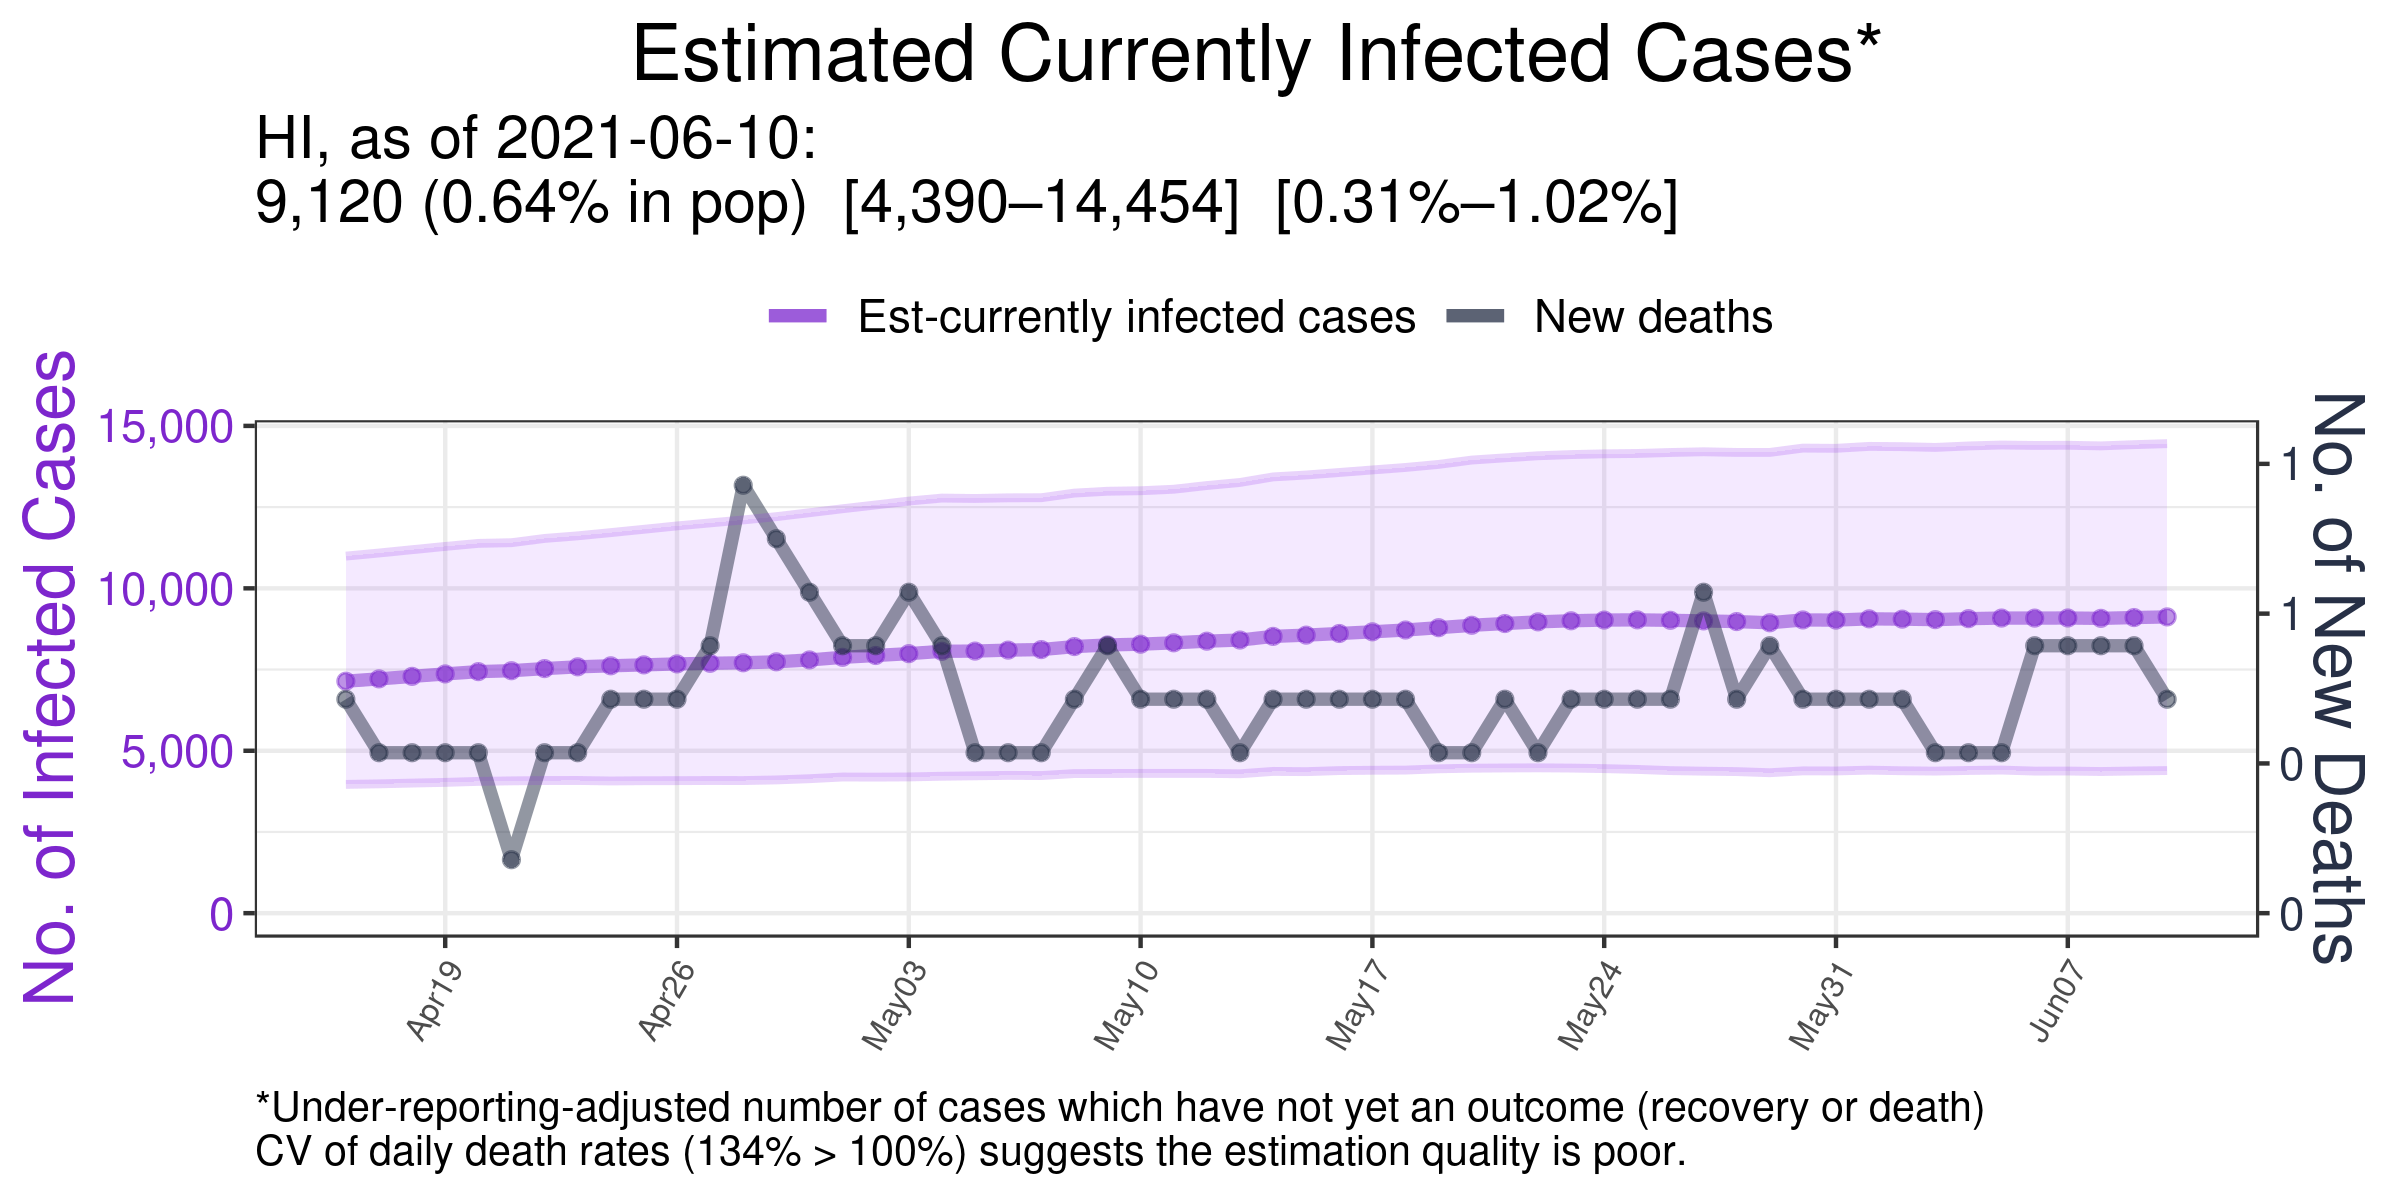 Estimated Currently Infected Cases*
HI, as of 2021-06-10:
9,120 (0.64% in pop)  [4,390–14,454]  [0.31%–1.02%]
Est-currently infected cases
New deaths
No. of Infected Cases
15,000
10,000
5,000
0
1
1
0
0
No. of New Deaths
Apr19
Apr26
May03
May10
May17
May24
May31
Jun07
*Under-reporting-adjusted number of cases which have not yet an outcome (recovery or death)
CV of daily death rates (134% > 100%) suggests the estimation quality is poor.